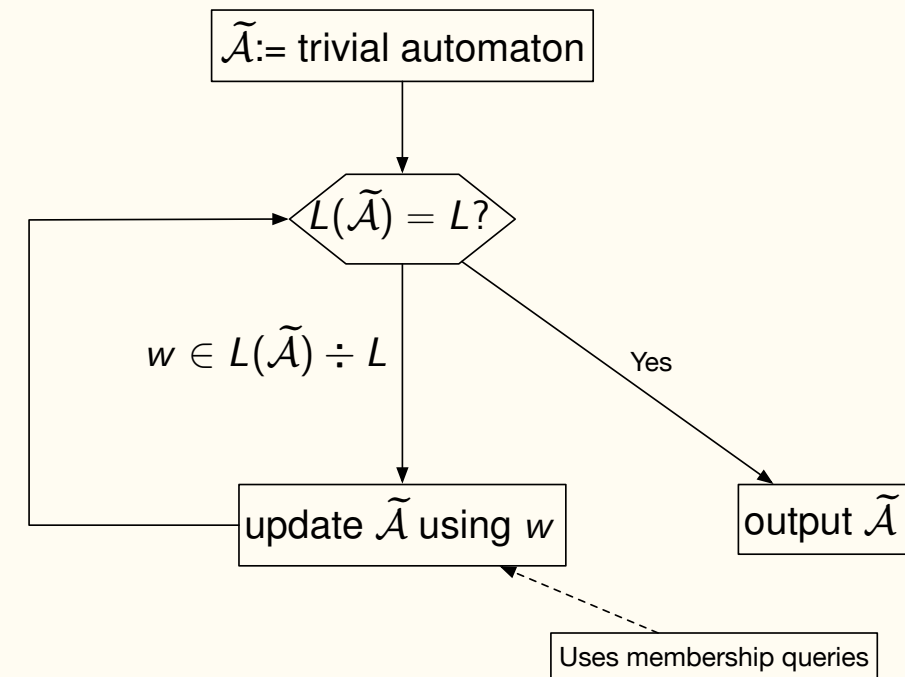 𝒜̃:= trivial automaton
L(𝒜̃) = L?
w ∈ L(𝒜̃) ÷ L
Yes
update 𝒜̃ using w
output 𝒜̃
Uses membership queries